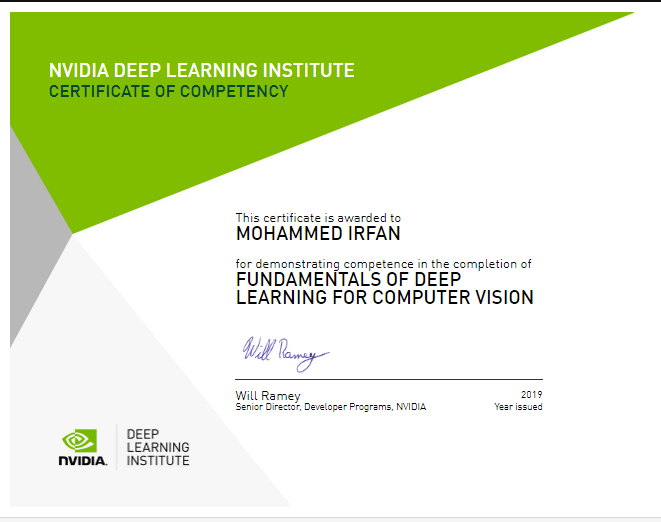 NVIDIA DEEP LEARNING INSTITUTE
CERTIFICATE OF COMPETENCY
This certificate is awarded to
MOHAMMED IRFAN
for demonstrating competence in the completion of
FUNDAMENTALS OF DEEP
LEARNING FOR COMPUTER VISION
Will Ramey
Will Ramey
Senior Director, Developer Programs, NVIDIA
2019
Year issued
NVIDIA.
DEEP
LEARNING
INSTITUTE